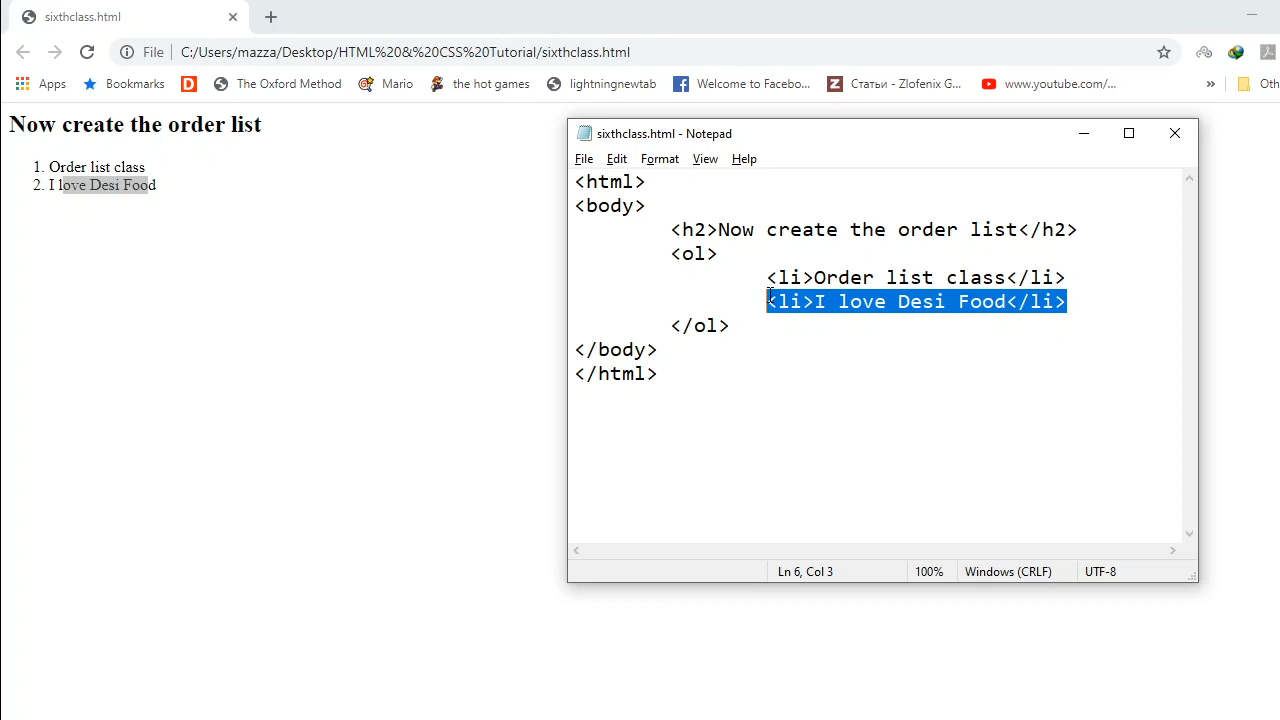 sixthclass.html
File
C:/Users/mazza/Desktop/HTML%20&%20CSS%20Tutorial/sixthclass.html
Apps Bookmarks D The Oxford Method Mario the hot games lightningnewtab Welcome to Facebo... Z Статьи - Zlofenix G... www.youtube.com/... » Oth
Now create the order list
1. Order list class
2. I love Desi Food
sixthclass.html - Notepad
File Edit Format View Help
<html>
<body>
<h2>Now create the order list</h2>
<ol>
<li>Order list class</li>
<li>I love Desi Food</li>
</ol>
</body>
</html>
Ln 6, Col 3 100% Windows (CRLF) UTF-8